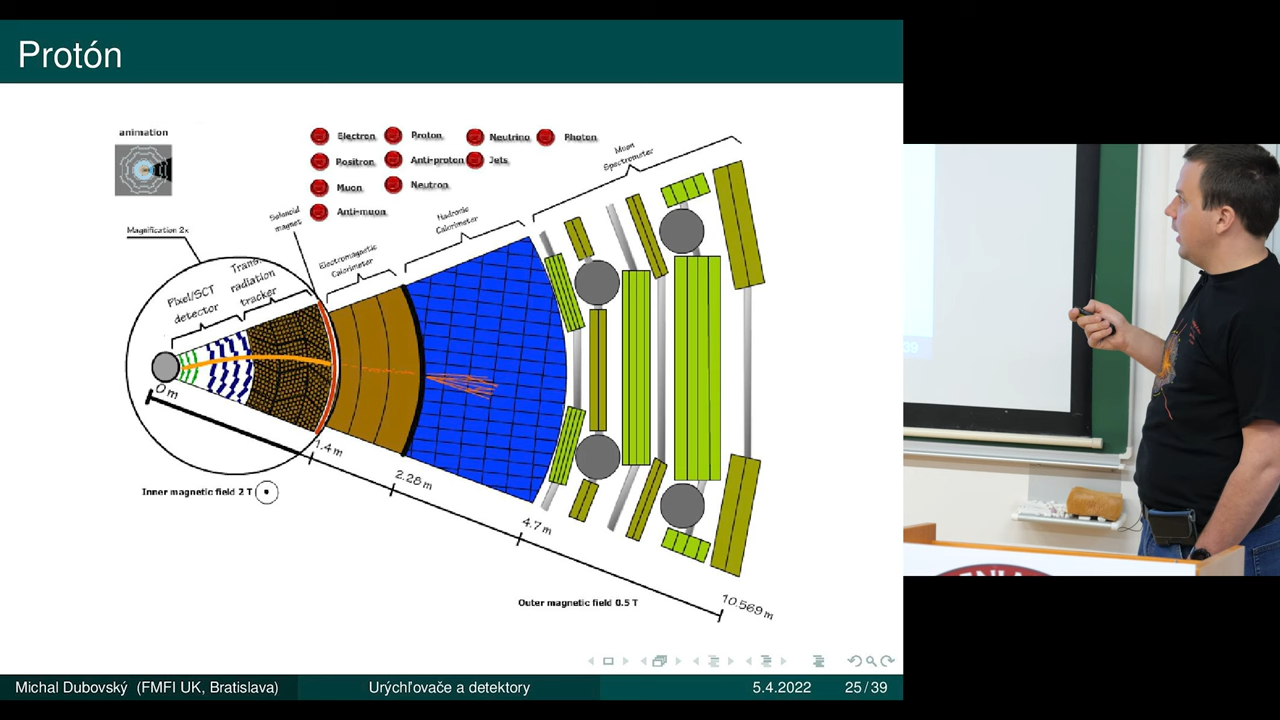 Protón
animation
Electron
Proton
Neutrino
Photon
Positron
Anti-proton
Jets
Muon
Neutron
Anti-muon
Muon
Spectrometer
Hadronic
Calorimeter
Solenoid
magnet
Electromagnetic
Calorimeter
Magnification 2x
radiation
tracker
Pixel/SCT
detector
0 m
1.4 m
2.28 m
4.7 m
10.569 m
Inner magnetic field 2 T
Outer magnetic field 0.5 T
39
Michal Dubovský (FMFI UK, Bratislava)
Urýchľovače a detektory
5.4.2022
25/39